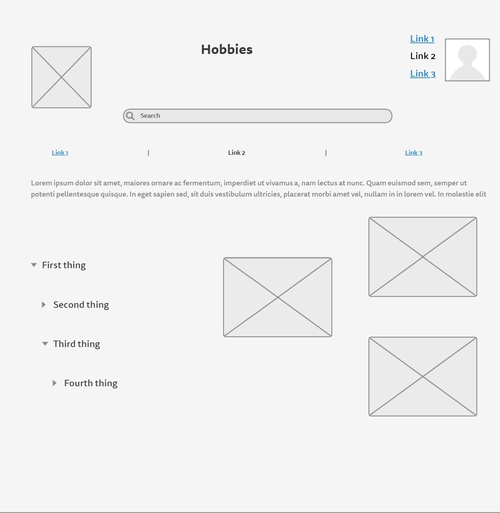 Hobbies
Link 1
Link 2
Link 3
Search
Link 1 | Link 2 | Link 3
Lorem ipsum dolor sit amet, maiores ornare ac fermentum, imperdiet ut vivamus a, nam lectus at nunc. Quam euismod sem, semper ut
potenti pellentesque quisque. In eget sapien sed, sit duis vestibulum ultricies, placerat morbi amet vel, nullam in in lorem vel. In molestie elit
First thing
Second thing
Third thing
Fourth thing